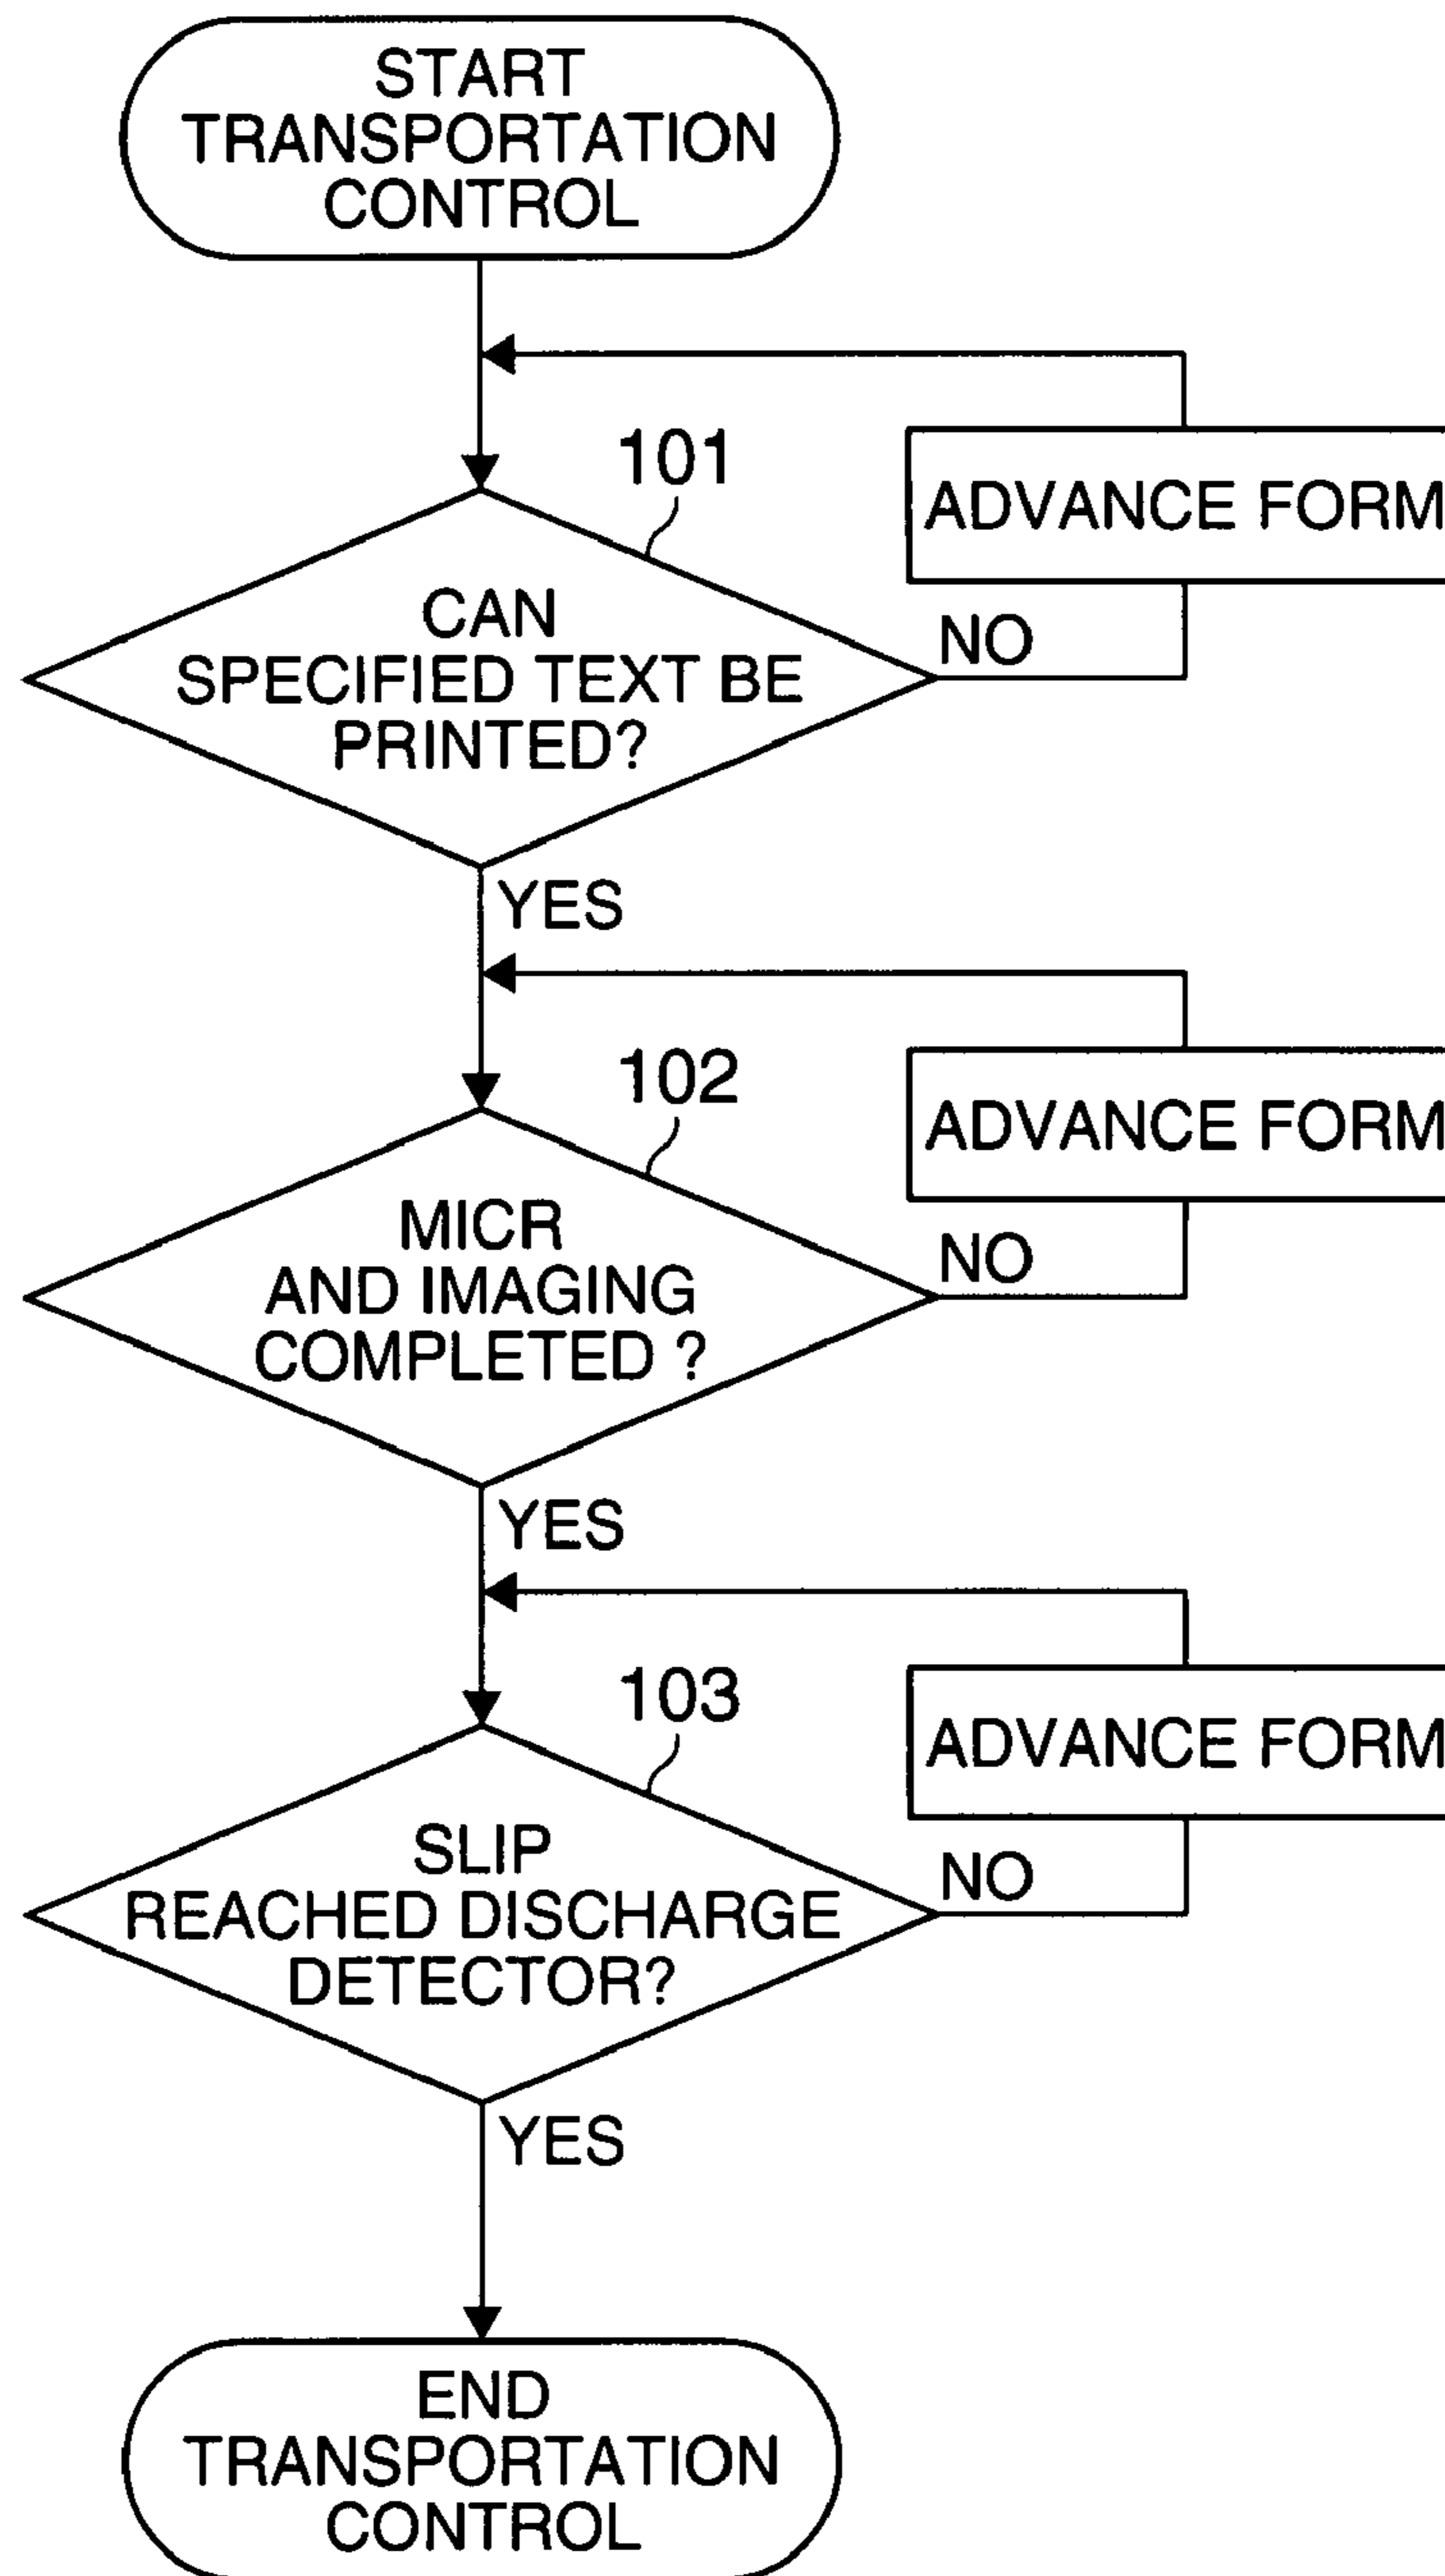 START
TRANSPORTATION
CONTROL
101
ADVANCE FORM
CAN
SPECIFIED TEXT BE
PRINTED?
NO
YES
102
ADVANCE FORM
MICR
AND IMAGING
COMPLETED ?
NO
YES
103
ADVANCE FORM
SLIP
REACHED DISCHARGE
DETECTOR?
NO
YES
END
TRANSPORTATION
CONTROL